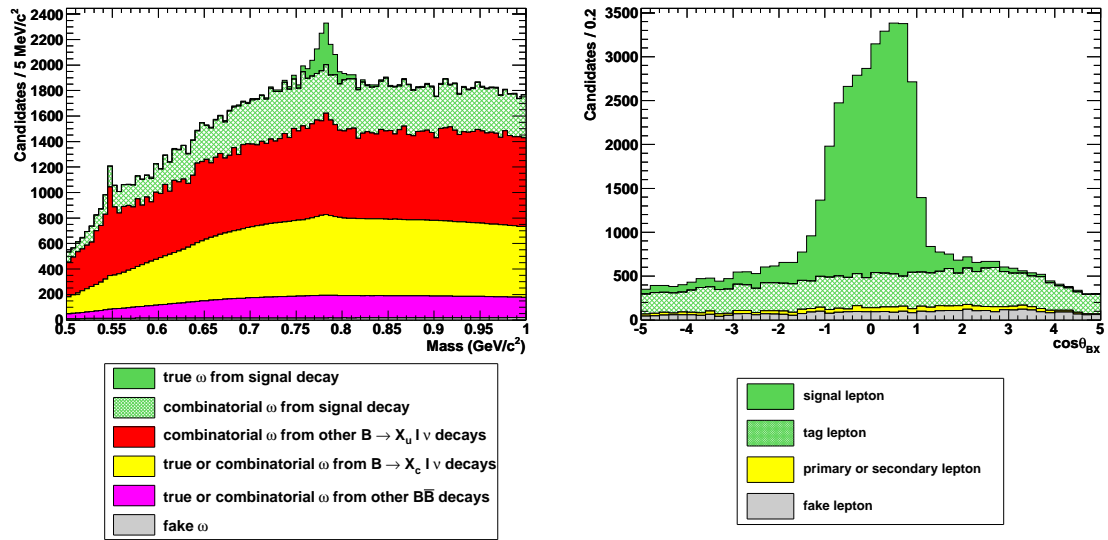 Candidates / 5 MeV/c²
2400
2200
2000
1800
1600
1400
1200
1000
800
600
400
200
0
0.5 0.55 0.6 0.65 0.7 0.75 0.8 0.85 0.9 0.95 1
Mass (GeV/c²)
true ω from signal decay
combinatorial ω from signal decay
combinatorial ω from other B → Xᵤ l ν decays
true or combinatorial ω from B → X_c l ν decays
true or combinatorial ω from other BB̅ decays
fake ω
Candidates / 0.2
3500
3000
2500
2000
1500
1000
500
0
-5 -4 -3 -2 -1 0 1 2 3 4 5
cosθ_BX
signal lepton
tag lepton
primary or secondary lepton
fake lepton